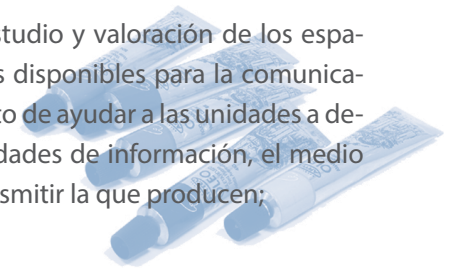 studio y valoración de los espa-
s disponibles para la comunica-
to de ayudar a las unidades a de-
dades de información, el medio
smitir la que producen;